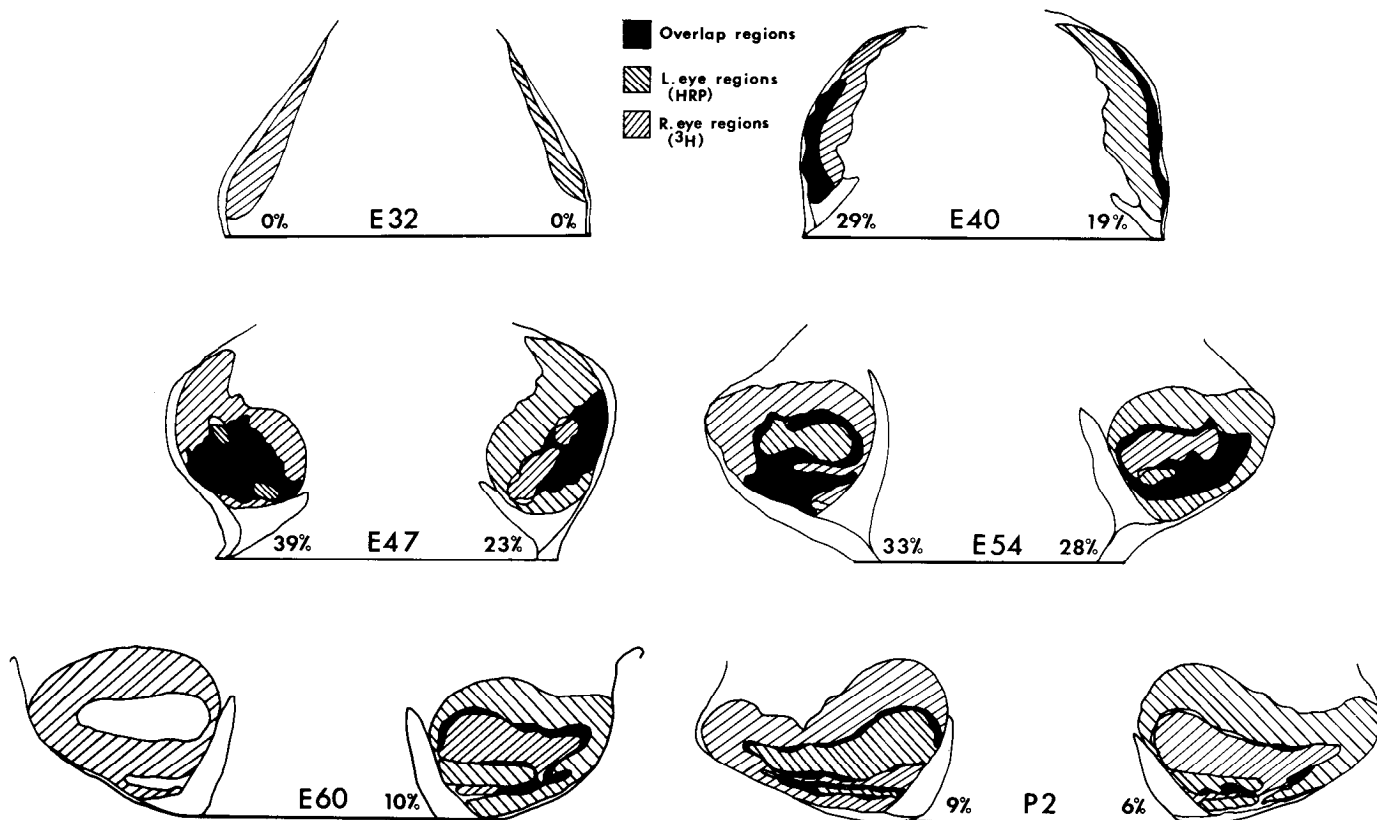 Overlap regions
L. eye regions
(HRP)
R. eye regions
(³H)
0% E32 0%
29% E40 19%
39% E47 23%
33% E54 28%
E60 10%
9% P2 6%